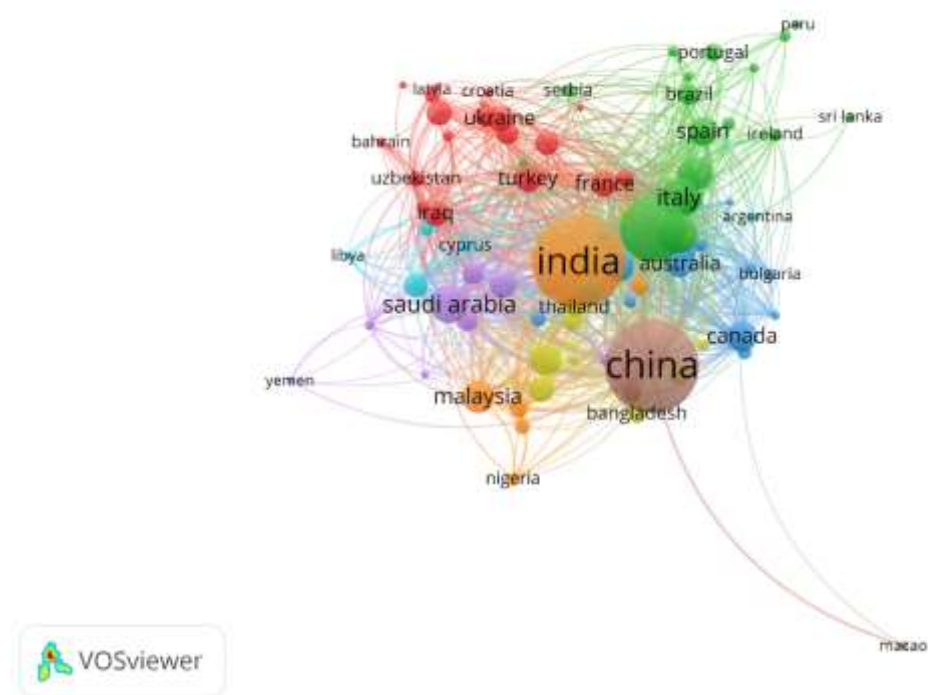 peru
portugal
latvia
croatia
serbia
brazil
ukraine
spain
ireland
sri lanka
bahrain
uzbekistan
turkey
france
italy
iraq
argentina
cyprus
libya
india
australia
bulgaria
saudi arabia
thailand
canada
china
yemen
malaysia
bangladesh
nigeria
macao
VOSviewer